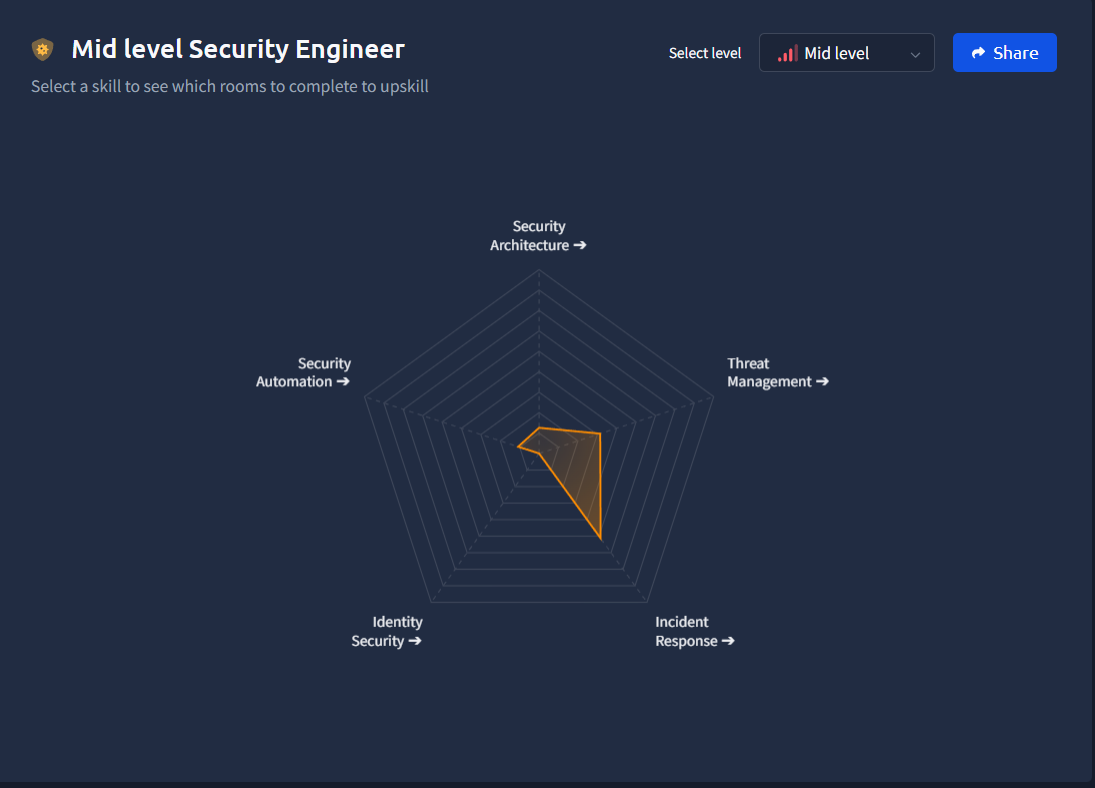 Mid level Security Engineer
Select level
Mid level
Share
Select a skill to see which rooms to complete to upskill
Security
Architecture ➔
Security
Automation ➔
Threat
Management ➔
Identity
Security ➔
Incident
Response ➔